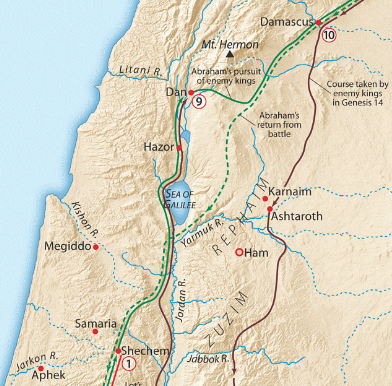 Damascus
10
Mt. Hermon
Litani R.
Abraham's pursuit
of enemy kings
Dan
9
Course taken by
enemy kings
in Genesis 14
Abraham's
return from
battle
Hazor
SEA OF
GALILEE
Karnaim
Ashtaroth
REPHAIM
Kishon R.
Yarmuk R.
Megiddo
Ham
Jordan R.
ZUZIM
Samaria
Shechem
1
Jabbok R.
Jarkon R.
Aphek
Lot's